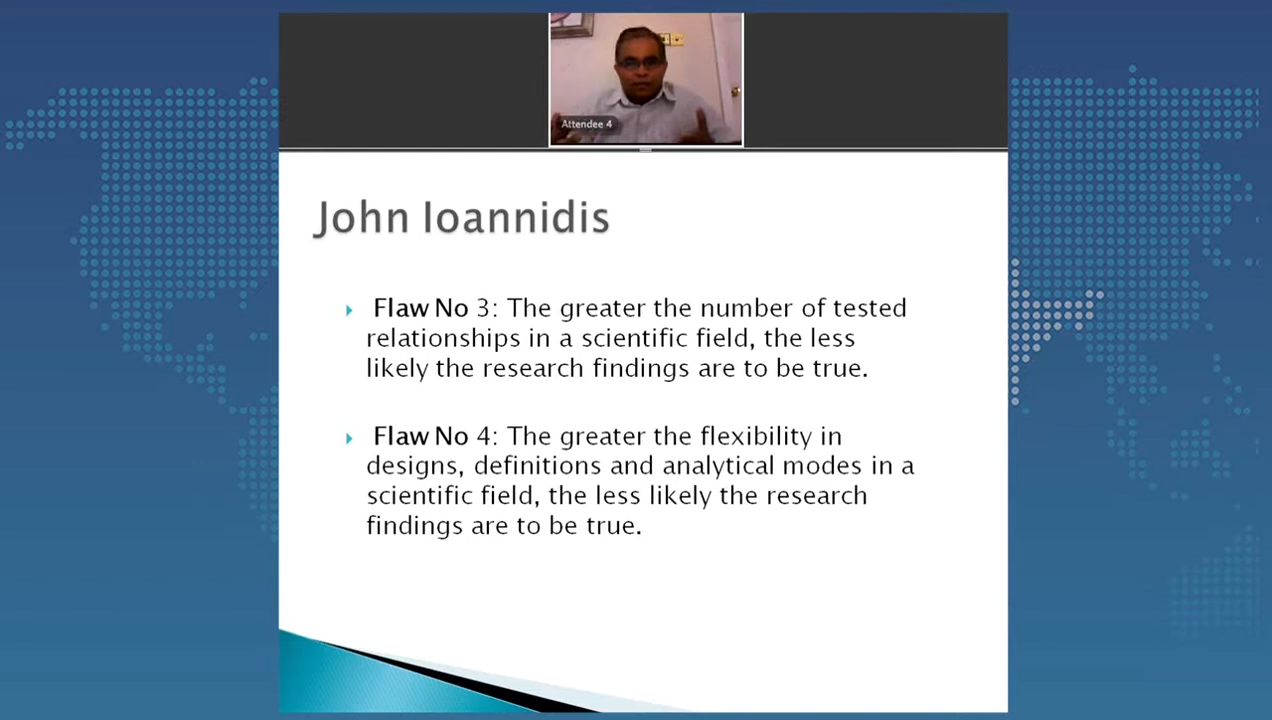 Attendee 4
John Ioannidis
Flaw No 3: The greater the number of tested
relationships in a scientific field, the less
likely the research findings are to be true.
Flaw No 4: The greater the flexibility in
designs, definitions and analytical modes in a
scientific field, the less likely the research
findings are to be true.